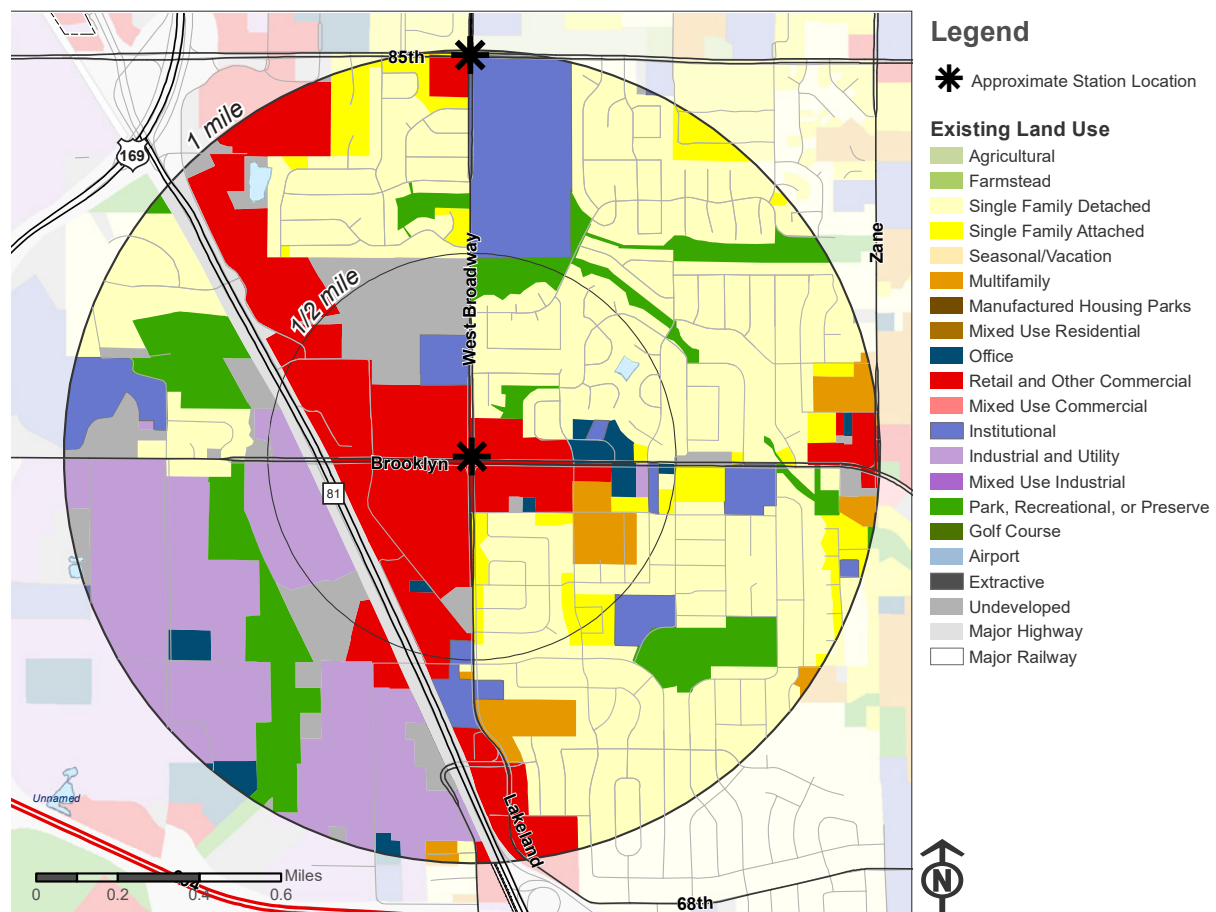 85th
1 mile
169
Zane
West Broadway
1/2 mile
Brooklyn
81
Unnamed
Lakeland
Miles
0
0.2
0.4
0.6
68th
N
Legend
Approximate Station Location
Existing Land Use
Agricultural
Farmstead
Single Family Detached
Single Family Attached
Seasonal/Vacation
Multifamily
Manufactured Housing Parks
Mixed Use Residential
Office
Retail and Other Commercial
Mixed Use Commercial
Institutional
Industrial and Utility
Mixed Use Industrial
Park, Recreational, or Preserve
Golf Course
Airport
Extractive
Undeveloped
Major Highway
Major Railway